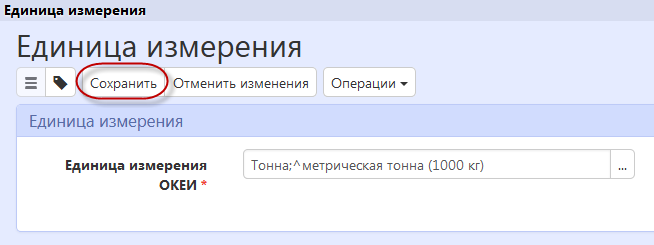 Единица измерения
Единица измерения
Сохранить Отменить изменения Операции
Единица измерения
Единица измерения Тонна;^метрическая тонна (1000 кг) ...
ОКЕИ *